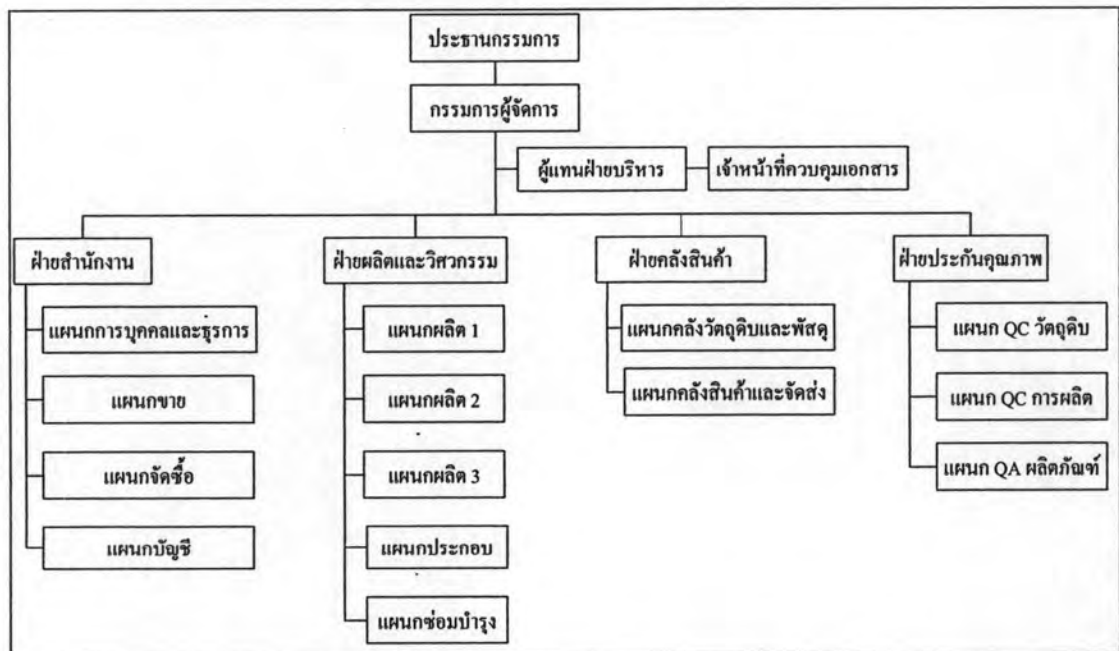 ประธานกรรมการ
กรรมการผู้จัดการ
ผู้แทนฝ่ายบริหาร
เจ้าหน้าที่ควบคุมเอกสาร
ฝ่ายสำนักงาน
แผนกการบุคคลและธุรการ
แผนกขาย
แผนกจัดซื้อ
แผนกบัญชี
ฝ่ายผลิตและวิศวกรรม
แผนกผลิต 1
แผนกผลิต 2
แผนกผลิต 3
แผนกประกอบ
แผนกซ่อมบำรุง
ฝ่ายคลังสินค้า
แผนกคลังวัตถุดิบและพัสดุ
แผนกคลังสินค้าและจัดส่ง
ฝ่ายประกันคุณภาพ
แผนก QC วัตถุดิบ
แผนก QC การผลิต
แผนก QA ผลิตภัณฑ์